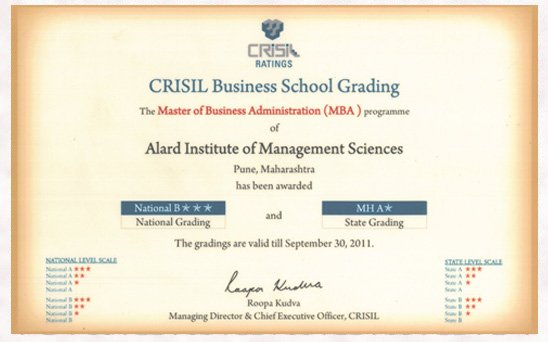 CRISIL
RATINGS
CRISIL Business School Grading
The Master of Business Administration (MBA ) programme
of
Alard Institute of Management Sciences
Pune, Maharashtra
has been awarded
National B★★★
National Grading
and
MH A★
State Grading
The gradings are valid till September 30, 2011.
NATIONAL LEVEL SCALE
National A ★★★
National A ★★
National A ★
National A
National B ★★★
National B ★★
National B ★
National B
STATE LEVEL SCALE
State A ★★★
State A ★★
State A ★
State A
State B ★★★
State B ★★
State B ★
State B
Roopa Kudva
Roopa Kudva
Managing Director & Chief Executive Officer, CRISIL